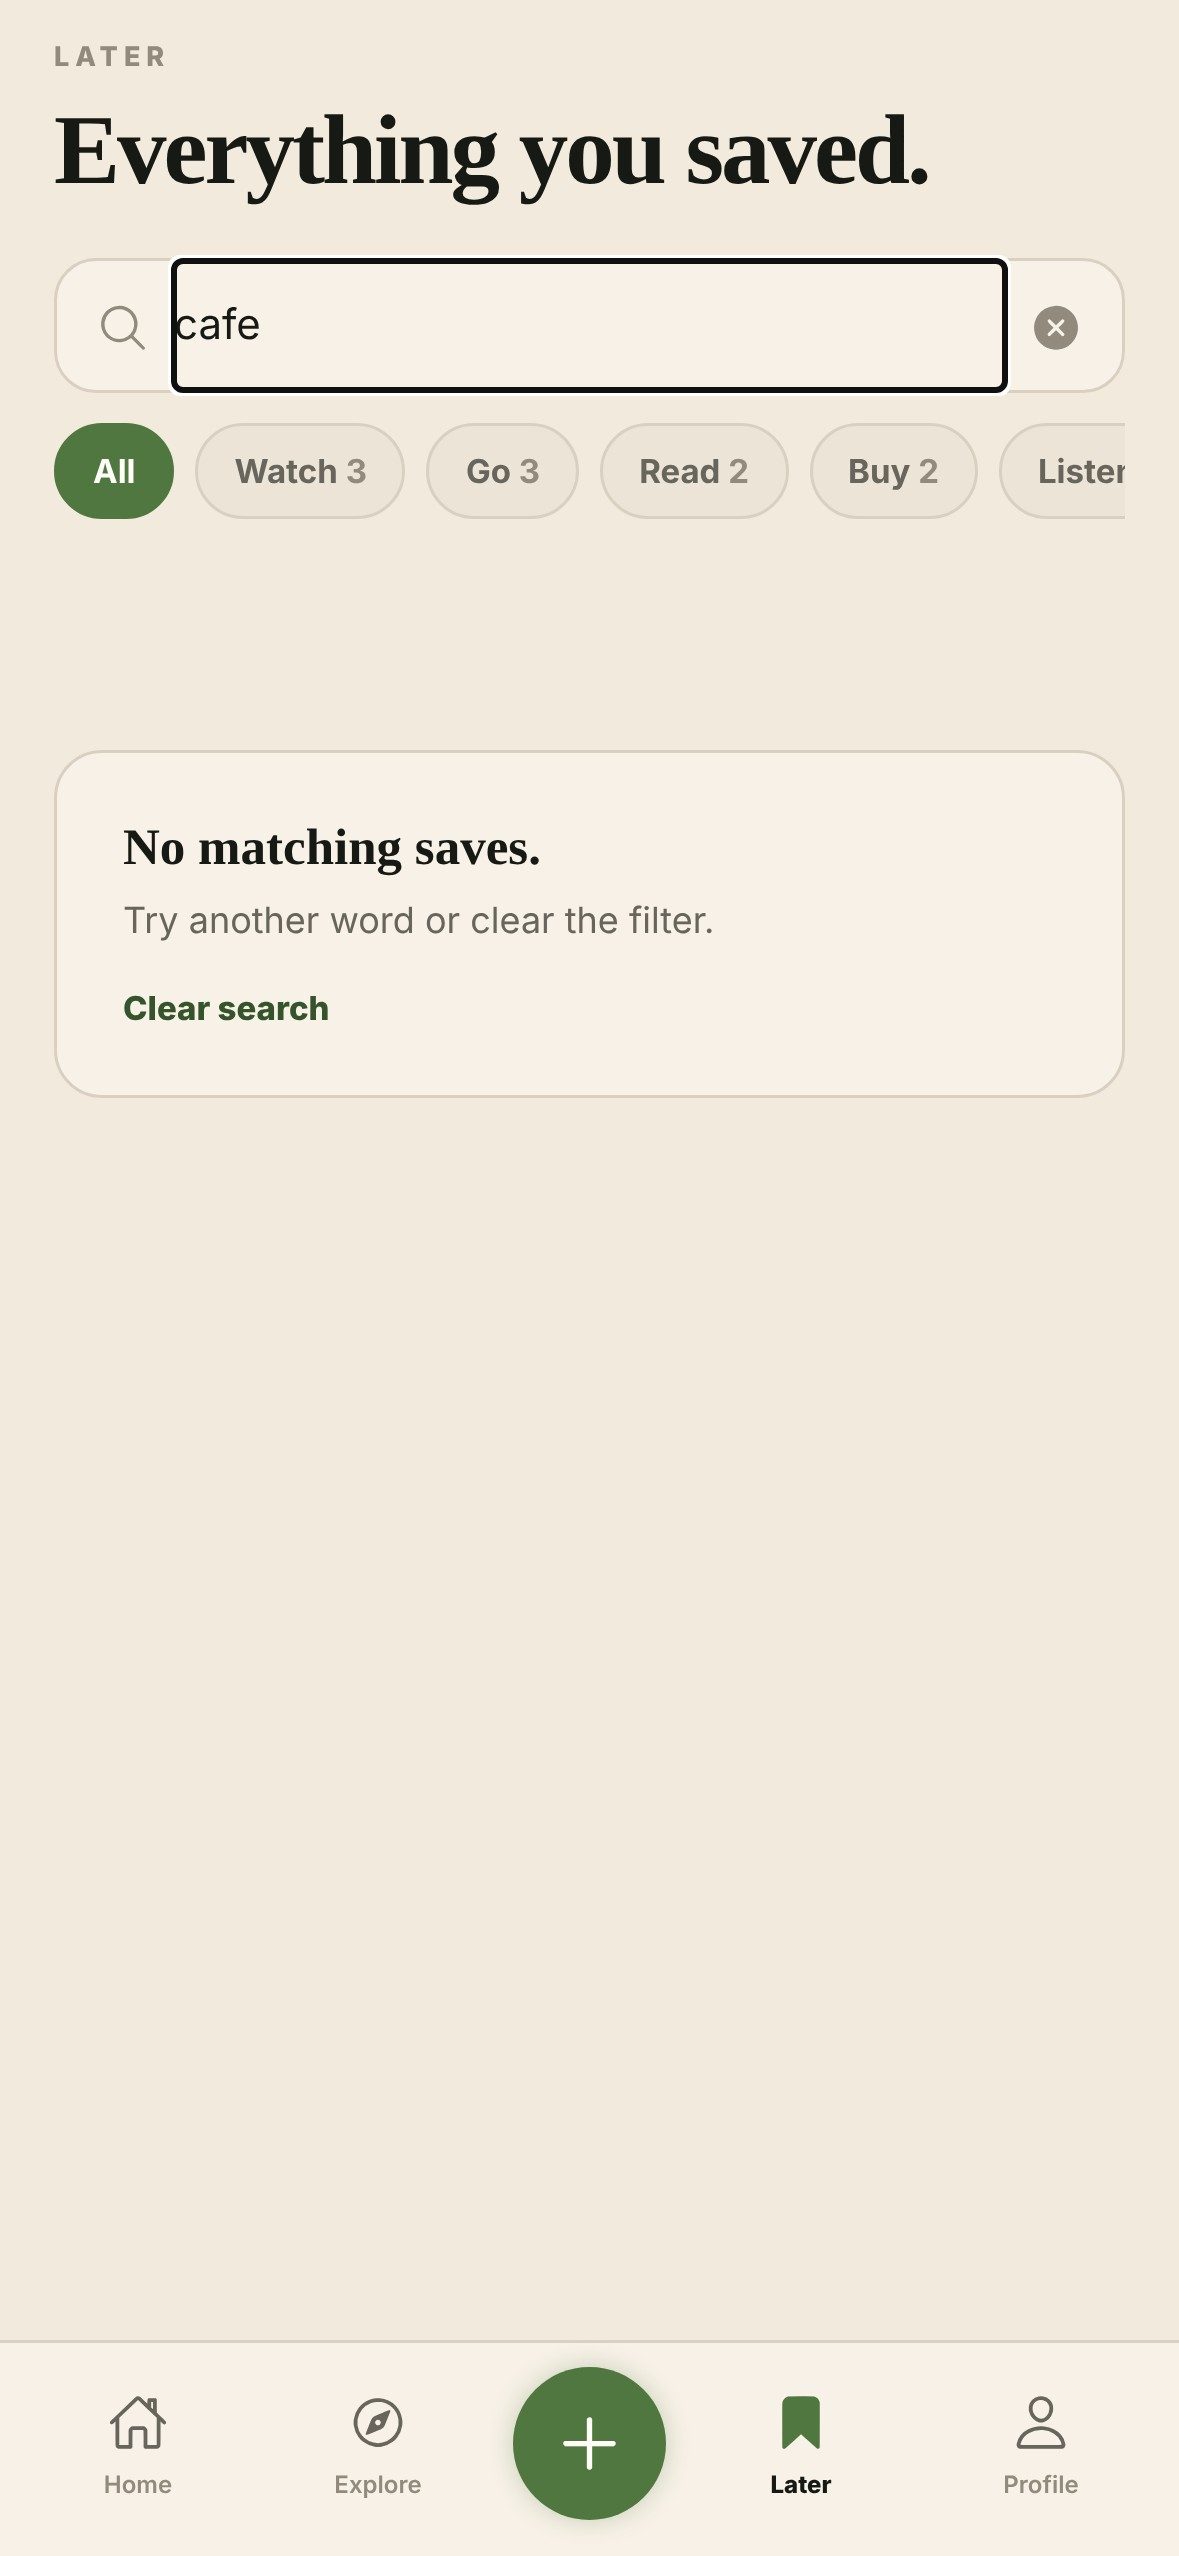 LATER
Everything you saved.
cafe
All Watch 3 Go 3 Read 2 Buy 2 Listen
No matching saves.
Try another word or clear the filter.
Clear search
Home Explore Later Profile